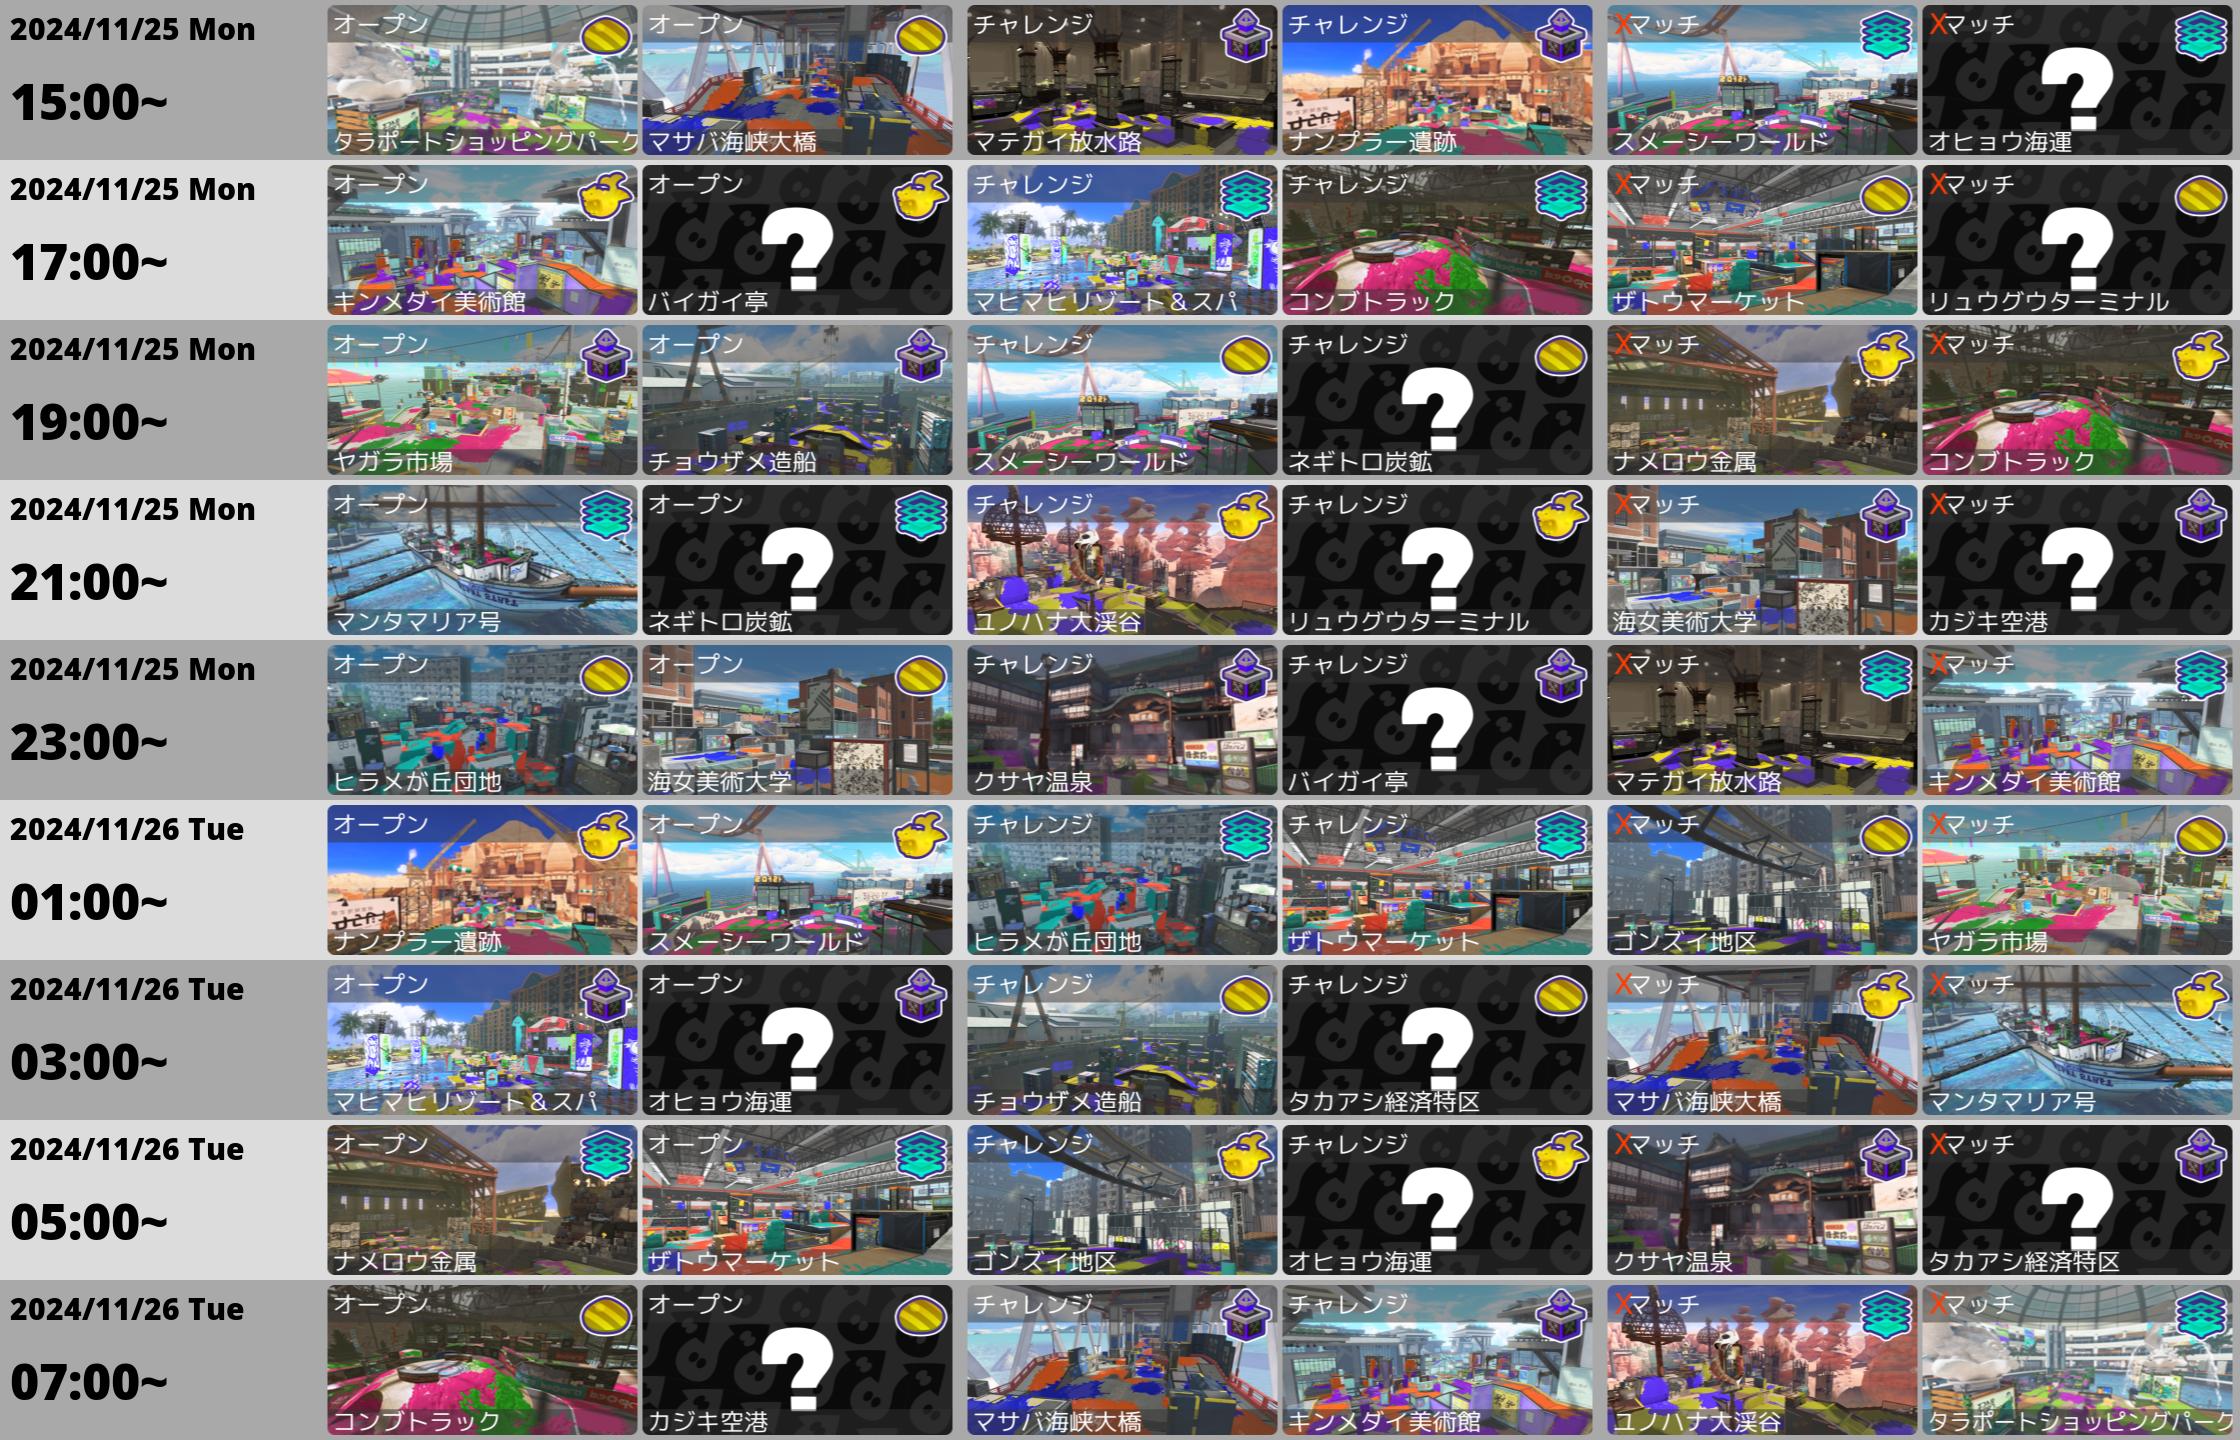 2024/11/25 Mon
15:00~
オープン
タラポートショッピングパーク
オープン
マサバ海峡大橋
チャレンジ
マテガイ放水路
チャレンジ
ナンプラー遺跡
Xマッチ
スメーシーワールド
Xマッチ
オヒョウ海運
2024/11/25 Mon
17:00~
オープン
キンメダイ美術館
オープン
バイガイ亭
チャレンジ
マヒマヒリゾート&スパ
チャレンジ
コンブトラック
Xマッチ
ザトウマーケット
Xマッチ
リュウグウターミナル
2024/11/25 Mon
19:00~
オープン
ヤガラ市場
オープン
チョウザメ造船
チャレンジ
スメーシーワールド
チャレンジ
ネギトロ炭鉱
Xマッチ
ナメロウ金属
Xマッチ
コンブトラック
2024/11/25 Mon
21:00~
オープン
マンタマリア号
オープン
ネギトロ炭鉱
チャレンジ
ユノハナ大渓谷
チャレンジ
リュウグウターミナル
Xマッチ
海女美術大学
Xマッチ
カジキ空港
2024/11/25 Mon
23:00~
オープン
ヒラメが丘団地
オープン
海女美術大学
チャレンジ
クサヤ温泉
チャレンジ
バイガイ亭
Xマッチ
マテガイ放水路
Xマッチ
キンメダイ美術館
2024/11/26 Tue
01:00~
オープン
ナンプラー遺跡
オープン
スメーシーワールド
チャレンジ
ヒラメが丘団地
チャレンジ
ザトウマーケット
Xマッチ
ゴンズイ地区
Xマッチ
ヤガラ市場
2024/11/26 Tue
03:00~
オープン
マヒマヒリゾート&スパ
オープン
オヒョウ海運
チャレンジ
チョウザメ造船
チャレンジ
タカアシ経済特区
Xマッチ
マサバ海峡大橋
Xマッチ
マンタマリア号
2024/11/26 Tue
05:00~
オープン
ナメロウ金属
オープン
ザトウマーケット
チャレンジ
ゴンズイ地区
チャレンジ
オヒョウ海運
Xマッチ
クサヤ温泉
Xマッチ
タカアシ経済特区
2024/11/26 Tue
07:00~
オープン
コンブトラック
オープン
カジキ空港
チャレンジ
マサバ海峡大橋
チャレンジ
キンメダイ美術館
Xマッチ
ユノハナ大渓谷
Xマッチ
タラポートショッピングパーク